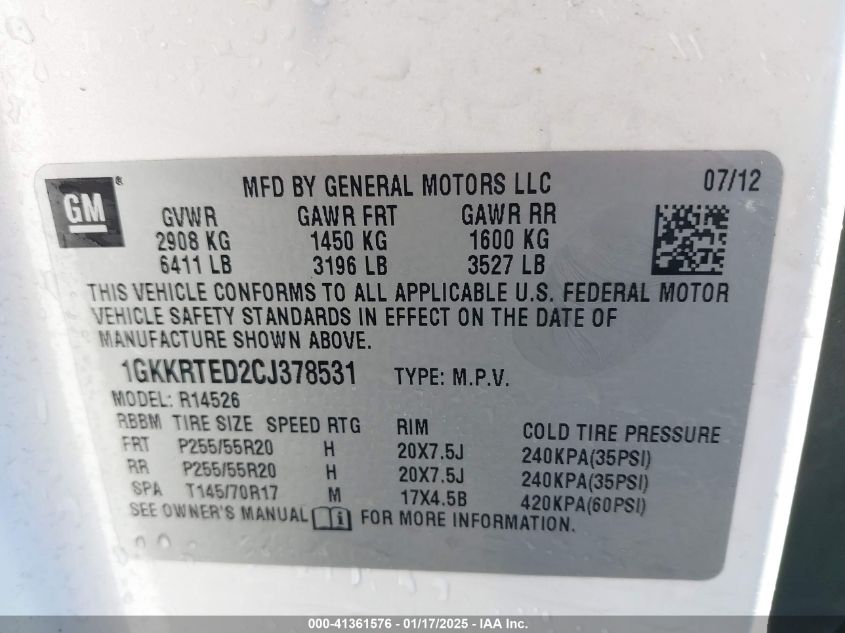 GM®
MFD BY GENERAL MOTORS LLC 07/12
GVWR GAWR FRT GAWR RR
2908 KG 1450 KG 1600 KG
6411 LB 3196 LB 3527 LB
THIS VEHICLE CONFORMS TO ALL APPLICABLE U.S. FEDERAL MOTOR
VEHICLE SAFETY STANDARDS IN EFFECT ON THE DATE OF
MANUFACTURE SHOWN ABOVE.
1GKKRTED2CJ378531 TYPE: M.P.V.
MODEL: R14526
RBBM TIRE SIZE SPEED RTG RIM COLD TIRE PRESSURE
FRT P255/55R20 H 20X7.5J 240KPA(35PSI)
RR P255/55R20 H 20X7.5J 240KPA(35PSI)
SPA T145/70R17 M 17X4.5B 420KPA(60PSI)
SEE OWNER'S MANUAL FOR MORE INFORMATION.
000-41361576 - 01/17/2025 - IAA Inc.